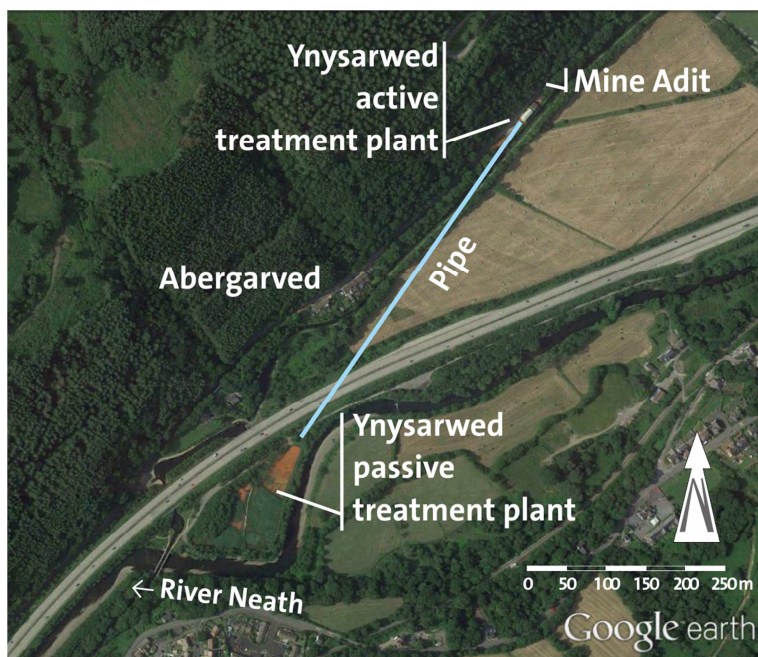 Ynysarwed
active
treatment plant
Mine Adit
Pipe
Abergarved
Ynysarwed
passive
treatment plant
N
0 50 100 150 200 250m
← River Neath
Google earth